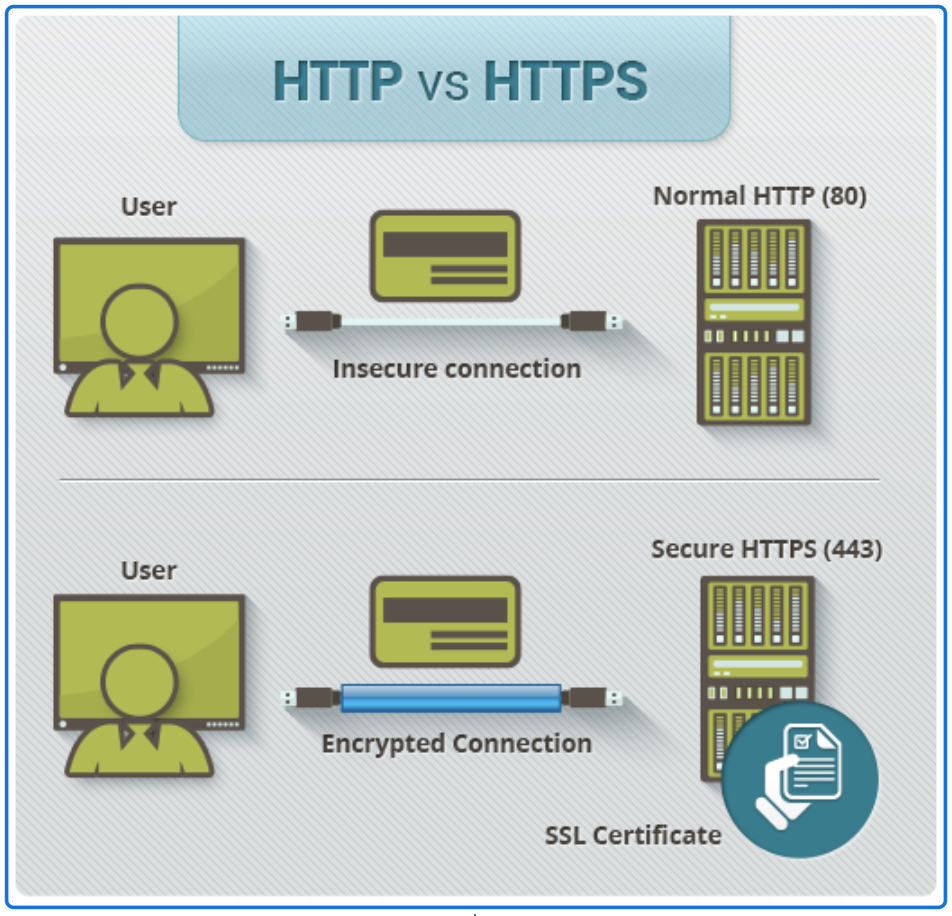 HTTP vs HTTPS
User
Normal HTTP (80)
Insecure connection
User
Secure HTTPS (443)
Encrypted Connection
SSL Certificate